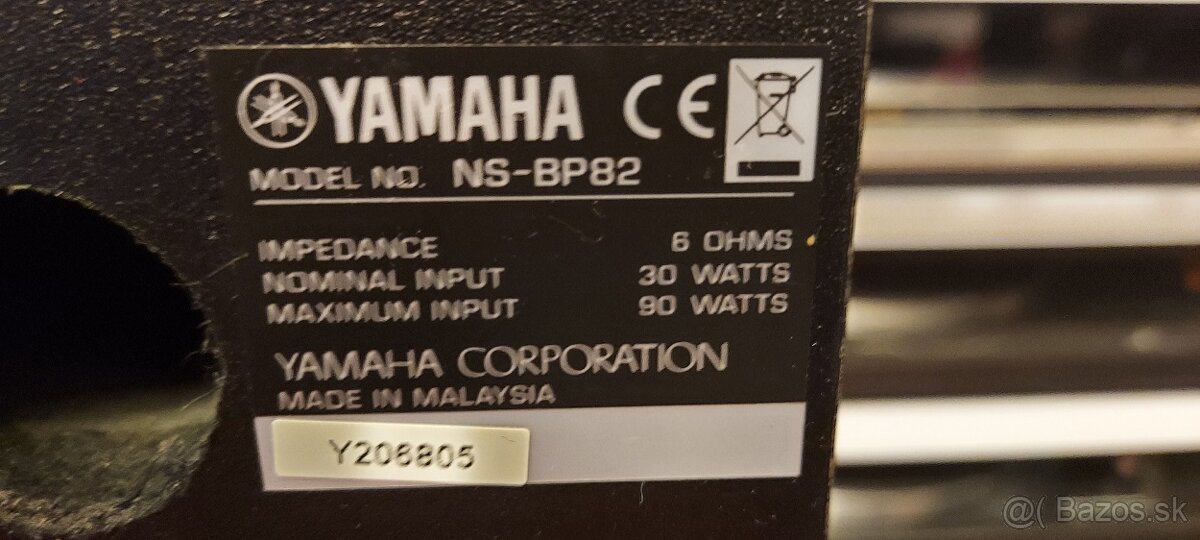 YAMAHA CE
MODEL NO. NS-BP82
IMPEDANCE 6 OHMS
NOMINAL INPUT 30 WATTS
MAXIMUM INPUT 90 WATTS
YAMAHA CORPORATION
MADE IN MALAYSIA
Y206805
@( Bazos.sk